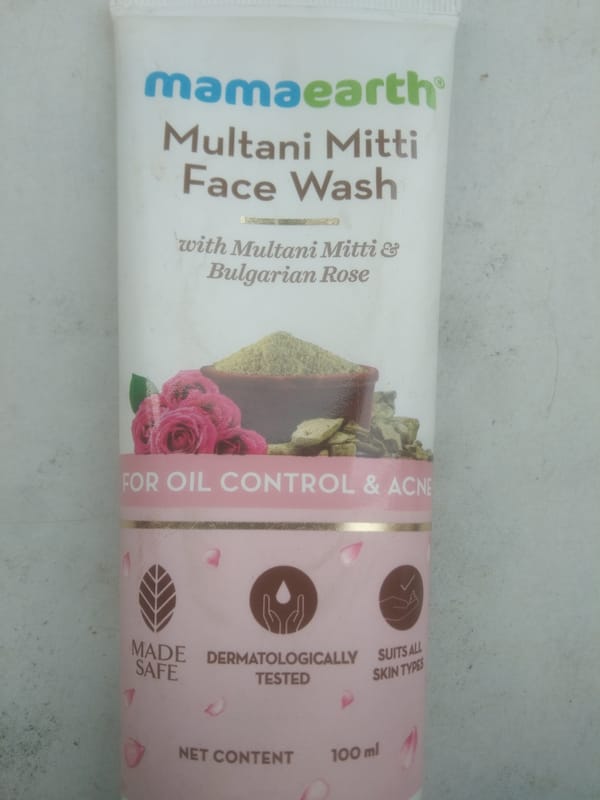 mamaearth®
Multani Mitti
Face Wash
with Multani Mitti &
Bulgarian Rose
FOR OIL CONTROL & ACNE
MADE
SAFE
DERMATOLOGICALLY
TESTED
SUITS ALL
SKIN TYPES
NET CONTENT 100 ml